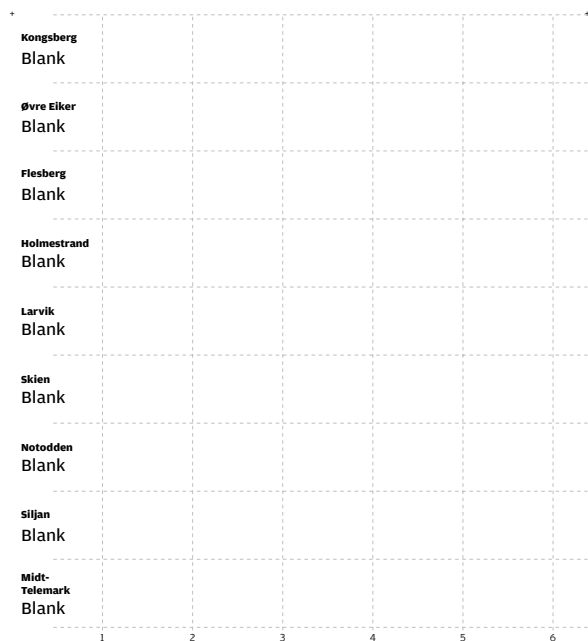 Kongsberg
Blank
Øvre Eiker
Blank
Flesberg
Blank
Holmestrand
Blank
Larvik
Blank
Skien
Blank
Notodden
Blank
Siljan
Blank
Midt-
Telemark
Blank
1 2 3 4 5 6